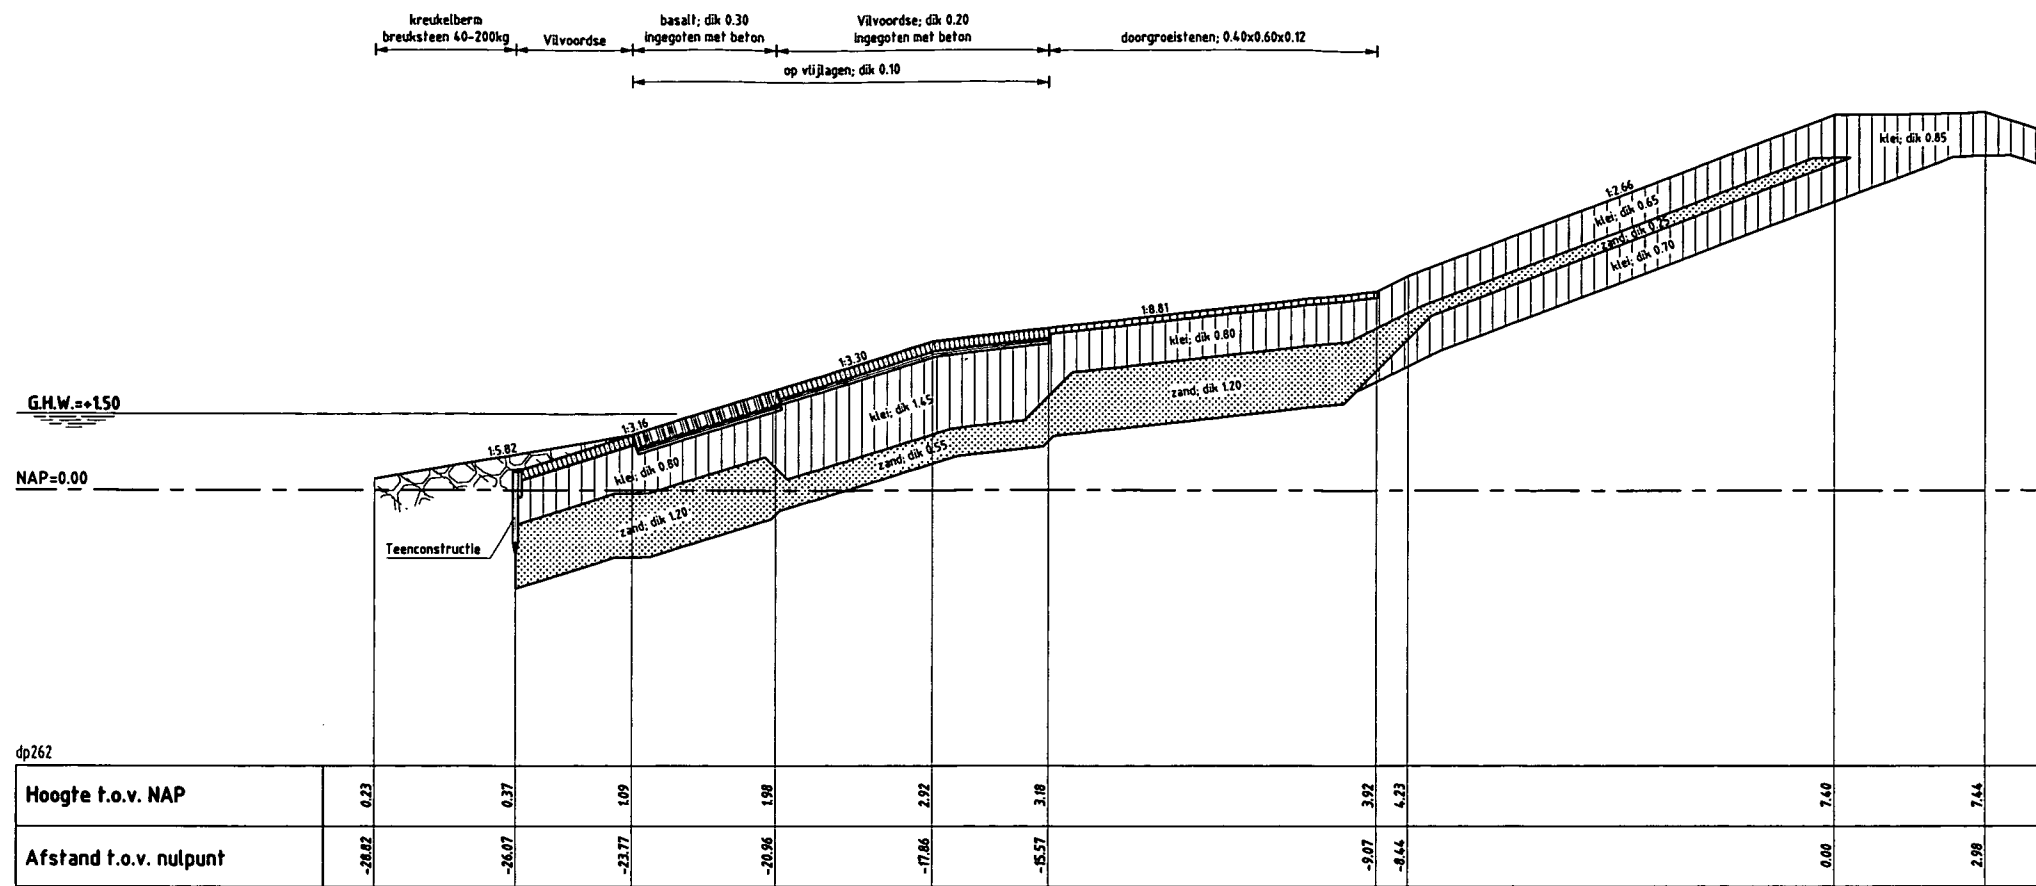 kreukelberm
breuksteen 40-200kg
Vilvoordse
basalt; dik 0.30
ingegoten met beton
Vilvoordse; dik 0.20
ingegoten met beton
doorgroeistenen; 0.40x0.60x0.12
op vlijlagen; dik 0.10
klei; dik 0.85
1:2.66
klei; dik 0.65
zand; dik 0.25
klei; dik 0.70
1:8.81
klei; dik 0.80
zand; dik 1.20
1:3.30
klei; dik 1.45
zand; dik 0.55
G.H.W.=+1.50
1:3.16
1:5.82
klei; dik 0.80
NAP=0.00
zand; dik 1.20
Teenconstructie
dp262
Hoogte t.o.v. NAP 0.23 0.37 1.09 1.98 2.92 3.18 3.92 4.23 7.40 7.44
Afstand t.o.v. nulpunt -28.82 -26.07 -23.77 -20.96 -17.86 -15.57 -9.07 -8.44 0.00 2.98